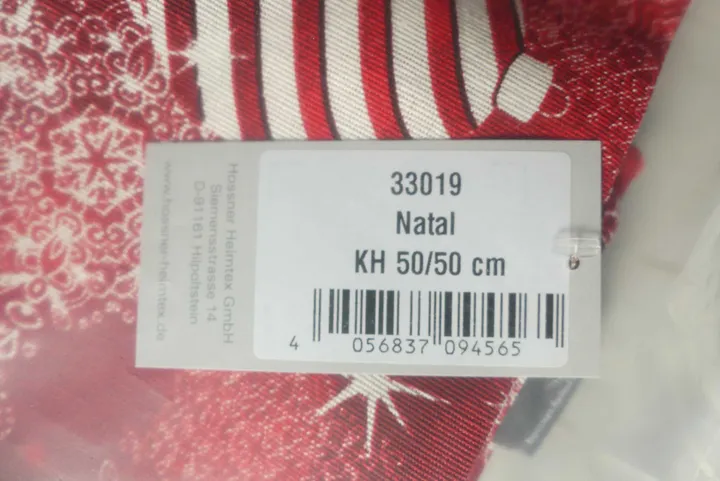 33019
Natal
KH 50/50 cm
4 056837 094565
Hossner Heimtex GmbH
Siemensstrasse 14
D-91161 Hilpoltstein
www.hossner-heimtex.de